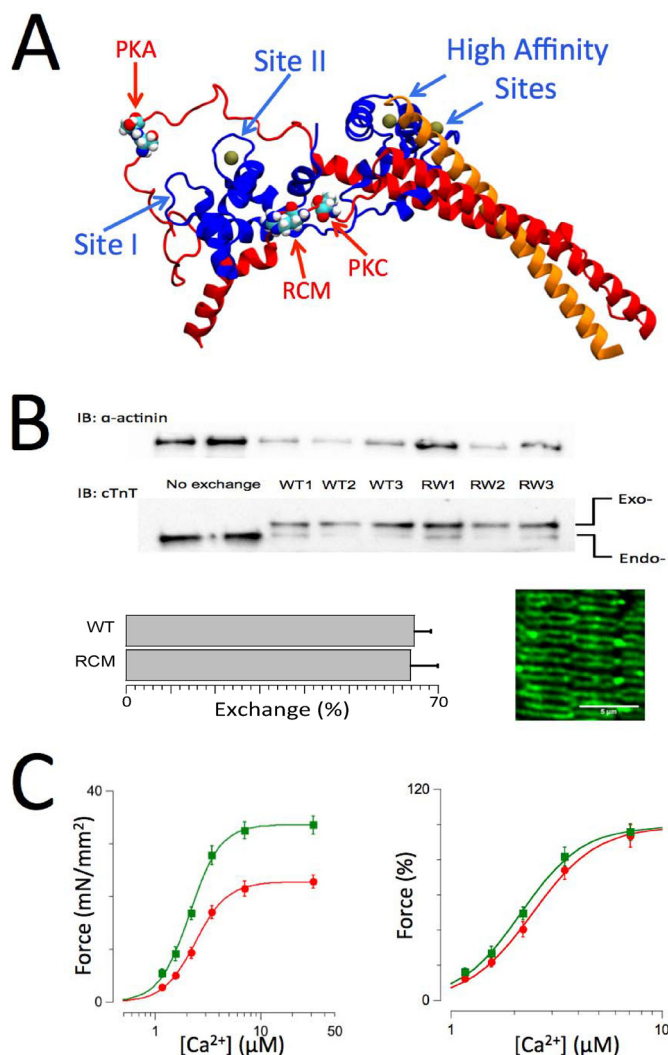 A
PKA
Site II
High Affinity
Sites
Site I
RCM
PKC
B
IB: α-actinin
IB: cTnT
No exchange WT1 WT2 WT3 RW1 RW2 RW3
Exo-
Endo-
WT
RCM
0 70
Exchange (%)
5 µm
C
40
Force (mN/mm²)
0
1 10 50
[Ca²⁺] (µM)
120
Force (%)
0
1 10
[Ca²⁺] (µM)